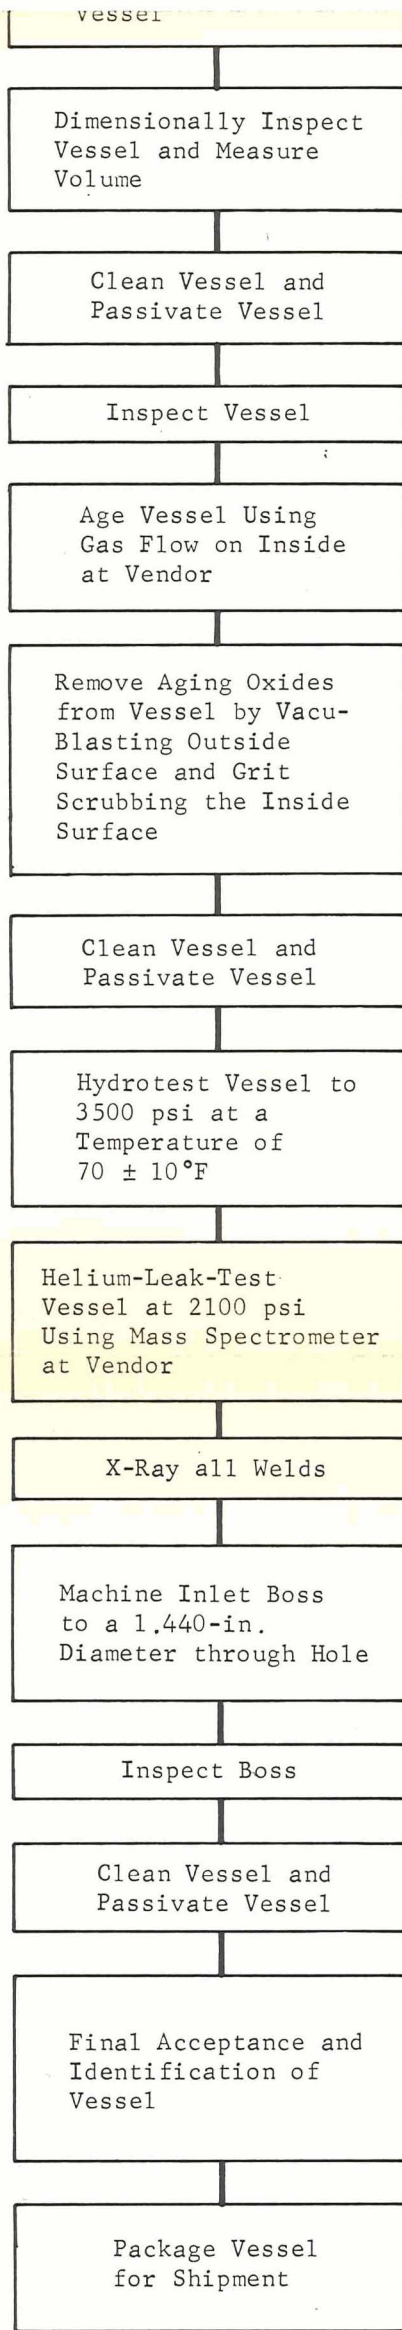 Vessel
Dimensionally Inspect
Vessel and Measure
Volume
Clean Vessel and
Passivate Vessel
Inspect Vessel
Age Vessel Using
Gas Flow on Inside
at Vendor
Remove Aging Oxides
from Vessel by Vacu-
Blasting Outside
Surface and Grit
Scrubbing the Inside
Surface
Clean Vessel and
Passivate Vessel
Hydrotest Vessel to
3500 psi at a
Temperature of
70 ± 10°F
Helium-Leak-Test
Vessel at 2100 psi
Using Mass Spectrometer
at Vendor
X-Ray all Welds
Machine Inlet Boss
to a 1.440-in.
Diameter through Hole
Inspect Boss
Clean Vessel and
Passivate Vessel
Final Acceptance and
Identification of
Vessel
Package Vessel
for Shipment